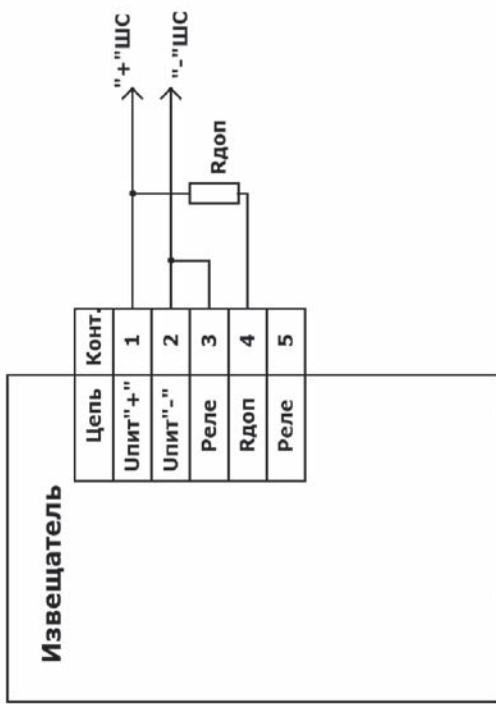 Извещатель
Цепь Конт.
Uпит"+" 1
Uпит"-" 2
Реле 3
Rдоп 4
Реле 5
"+"ШС
"-"ШС
Rдоп